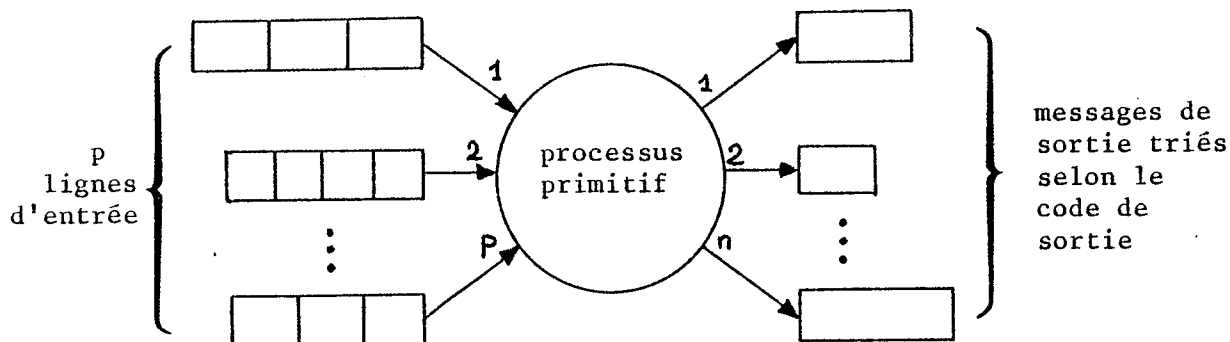 p
lignes
d'entrée
1
2
P
processus
primitif
1
2
n
messages de
sortie triés
selon le
code de
sortie